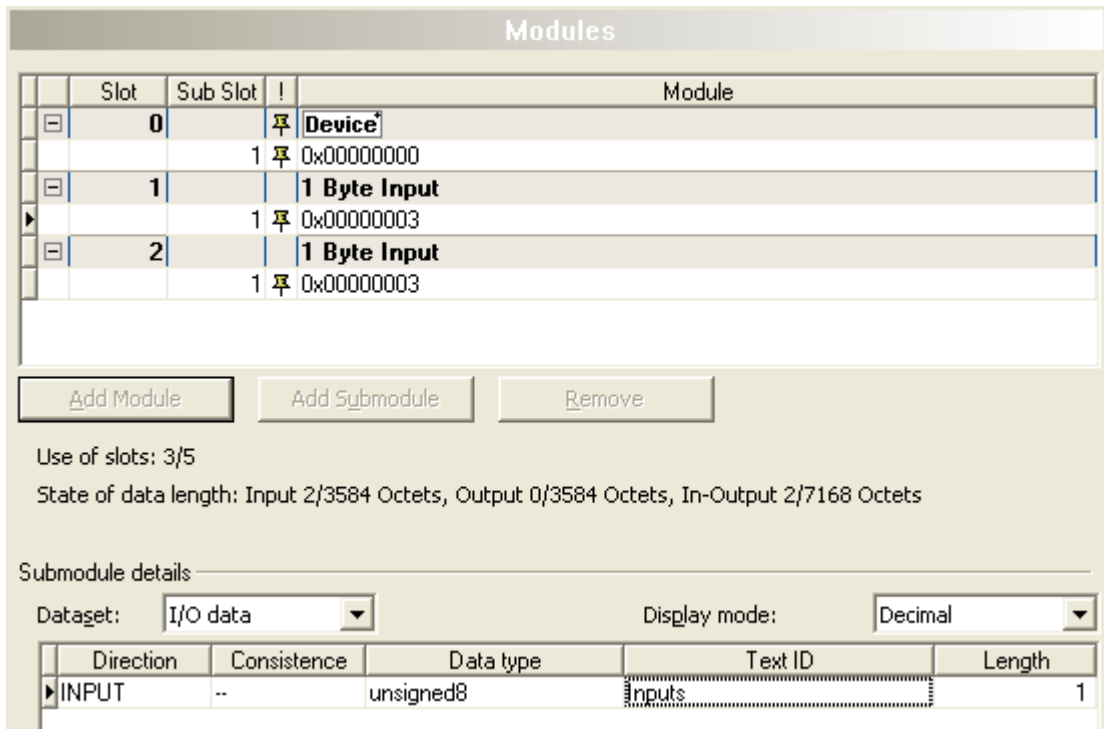 Modules
Slot Sub Slot ! Module
0 Device*
1 0x00000000
1 1 Byte Input
1 0x00000003
2 1 Byte Input
1 0x00000003
Add Module Add Submodule Remove
Use of slots: 3/5
State of data length: Input 2/3584 Octets, Output 0/3584 Octets, In-Output 2/7168 Octets
Submodule details
Dataset: I/O data Display mode: Decimal
Direction Consistence Data type Text ID Length
INPUT -- unsigned8 Inputs 1